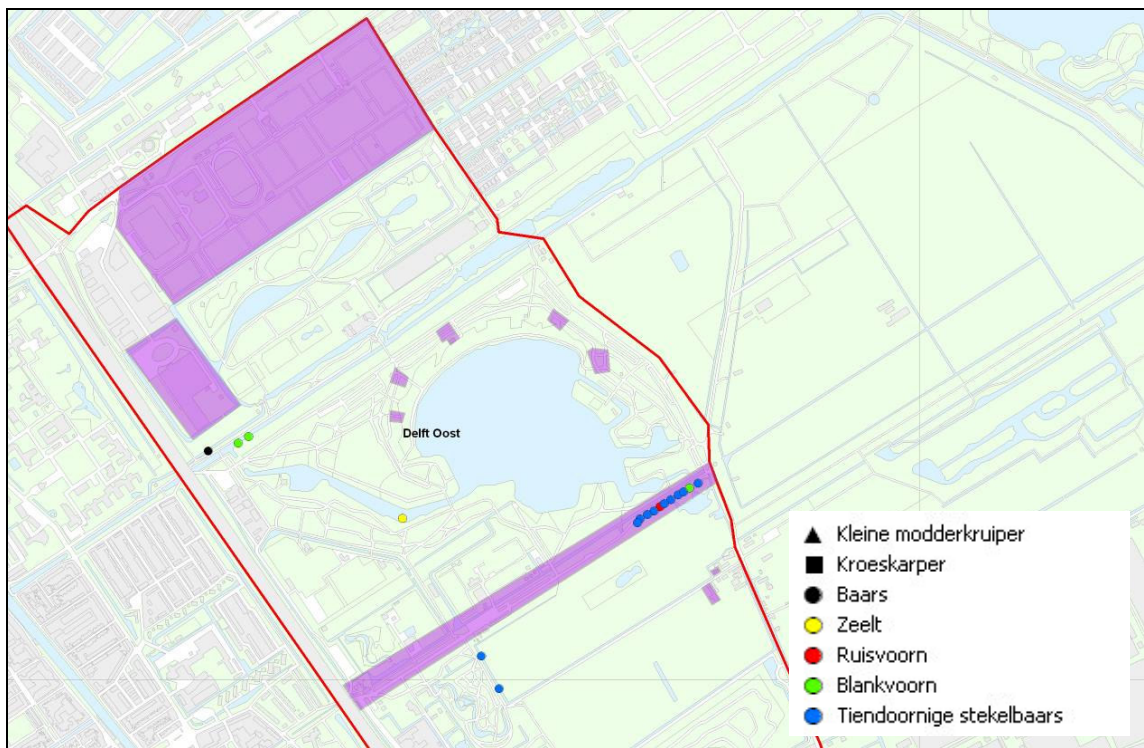 Delft Oost
Kleine modderkruiper
Kroeskarper
Baars
Zeelt
Ruisvoorn
Blankvoorn
Tiendoornige stekelbaars